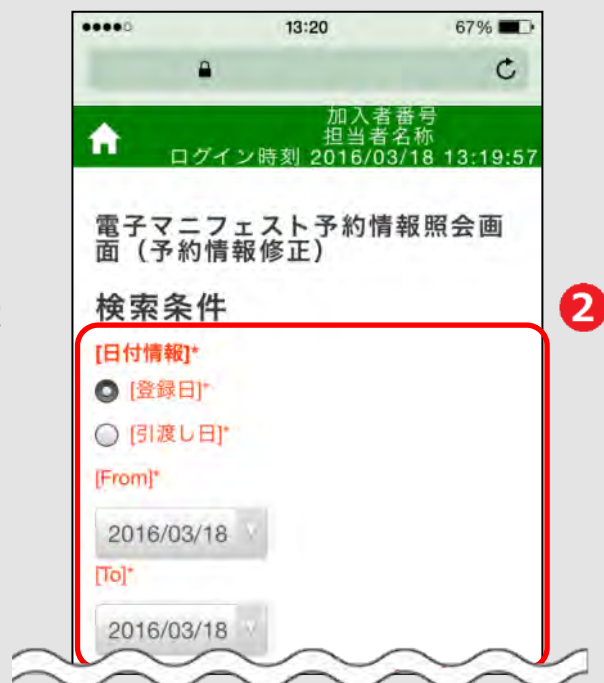 13:20
67%
加入者番号
担当者名称
ログイン時刻 2016/03/18 13:19:57
電子マニフェスト予約情報照会画
面（予約情報修正）
検索条件
2
[日付情報]*
[登録日]*
[引渡し日]*
[From]*
2016/03/18
[To]*
2016/03/18